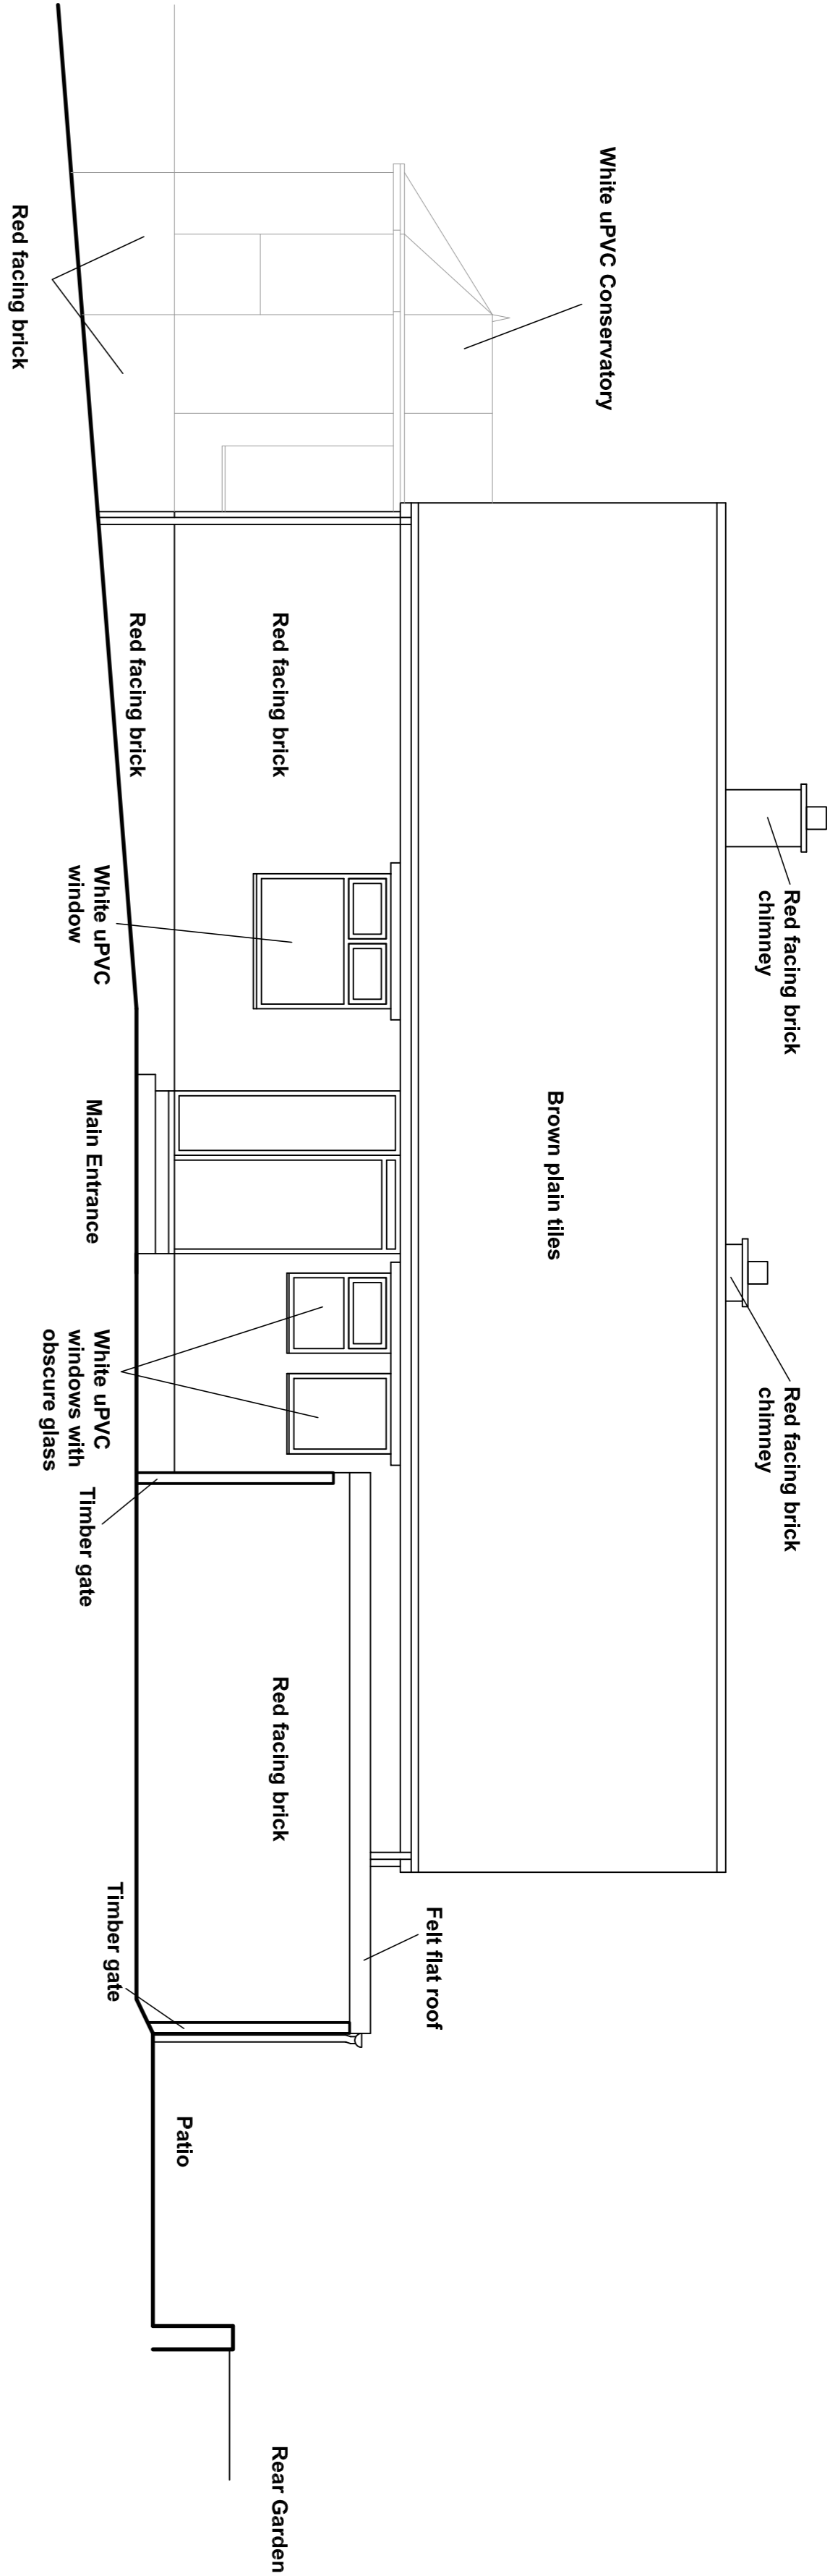 White uPVC Conservatory
Red facing brick
Red facing brick
Red facing brick
Red facing brick
chimney
White uPVC
window
Main Entrance
Brown plain tiles
Red facing brick
chimney
White uPVC
windows with
obscure glass
Timber gate
Red facing brick
Timber gate
Felt flat roof
Patio
Rear Garden